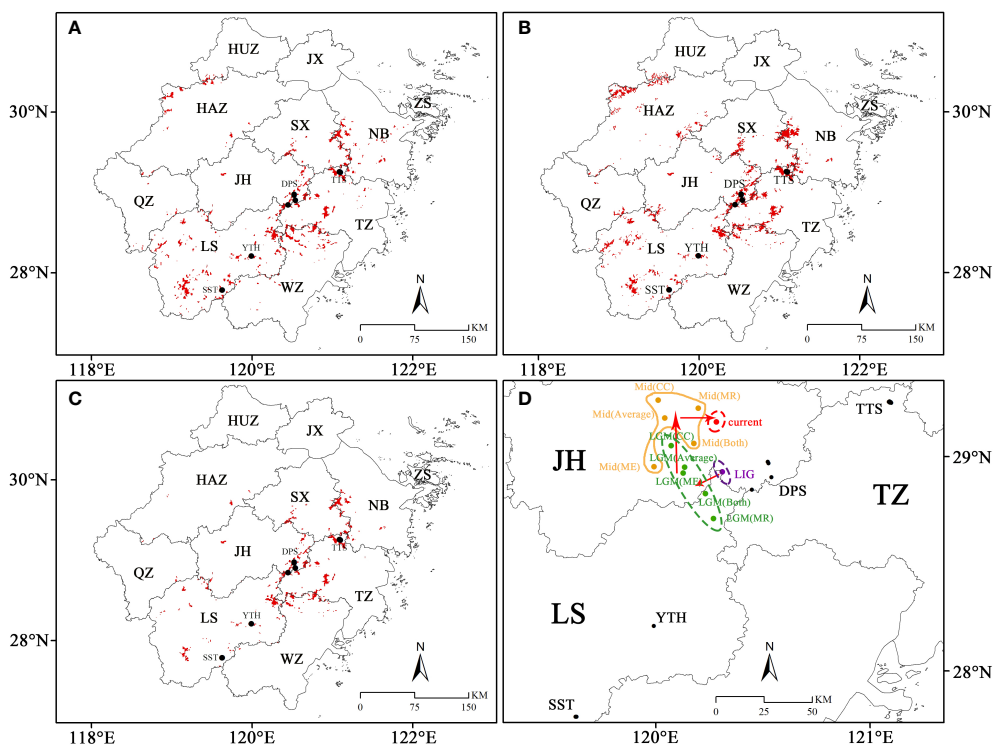 A
HUZ
JX
30°N
HAZ
ZS
SX
NB
JH
DPS
TTS
QZ
TZ
LS
YTH
28°N
SST
WZ
N
0 75 150 KM
118°E 120°E 122°E
B
HUZ
JX
30°N
HAZ
ZS
SX
NB
JH
DPS
TTS
QZ
TZ
LS
YTH
28°N
SST
WZ
N
0 75 150 KM
118°E 120°E 122°E
C
HUZ
JX
30°N
HAZ
ZS
SX
NB
JH
DPS
QZ
TZ
LS
YTH
28°N
SST
WZ
N
0 75 150 KM
118°E 120°E 122°E
D
Mid(CC)
Mid(MR)
Mid(Average)
current
TTS
LGM(CC)
Mid(Both)
29°N
JH
LGM(Average)
Mid(ME)
LIG
LGM(ME)
DPS
TZ
LGM(Both)
LGM(MR)
LS
YTH
N
28°N
SST
0 25 50 KM
120°E 121°E